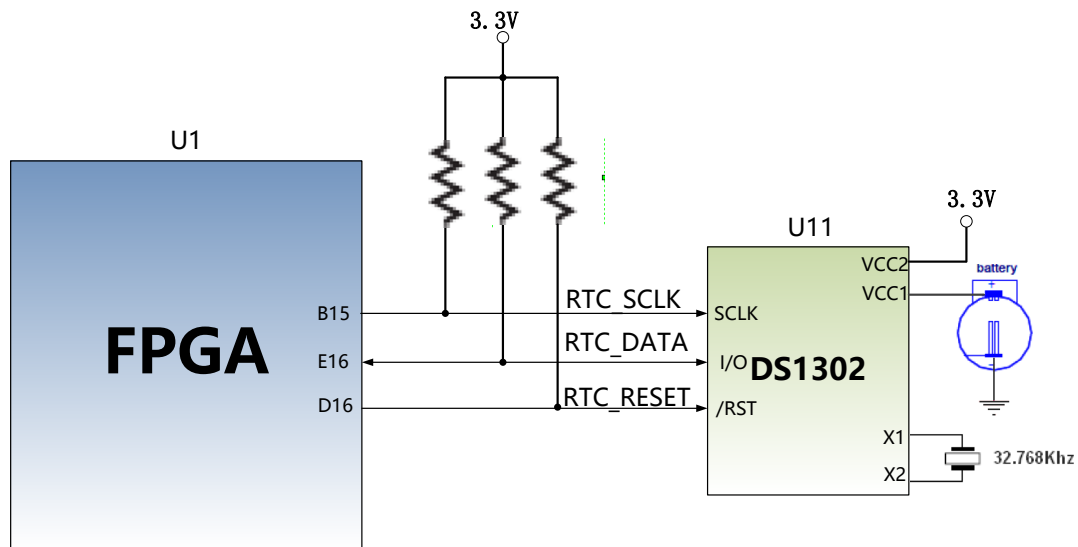 3.3V
U1
U11
3.3V
VCC2
battery
+
VCC1
B15
RTC_SCLK
SCLK
FPGA
E16
RTC_DATA
I/O
DS1302
-
D16
RTC_RESET
/RST
X1
32.768Khz
X2